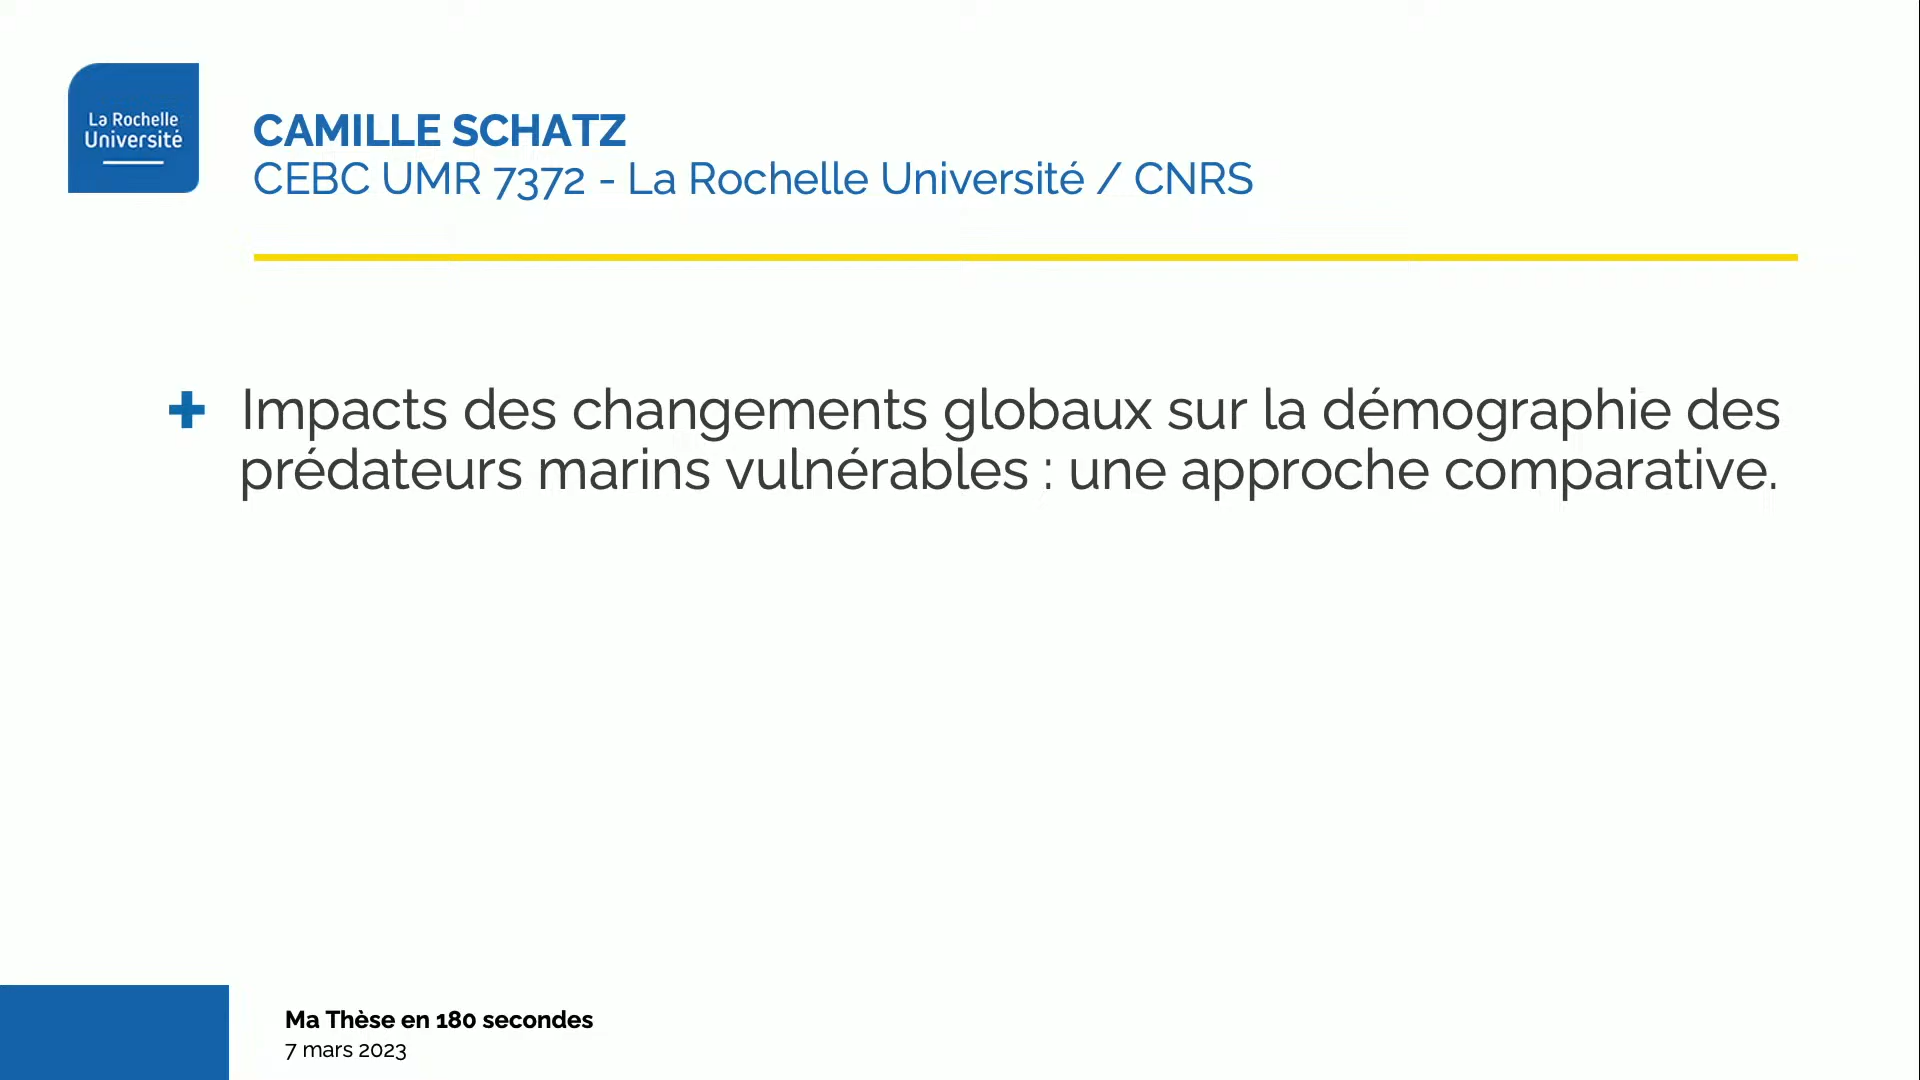 La Rochelle
Université
CAMILLE SCHATZ
CEBC UMR 7372 - La Rochelle Université / CNRS
Impacts des changements globaux sur la démographie des
prédateurs marins vulnérables : une approche comparative.
Ma Thèse en 180 secondes
7 mars 2023